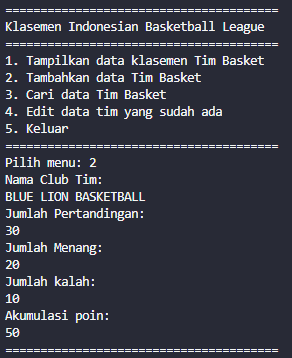 =======================================
Klasemen Indonesian Basketball League
=======================================
1. Tampilkan data klasemen Tim Basket
2. Tambahkan data Tim Basket
3. Cari data Tim Basket
4. Edit data tim yang sudah ada
5. Keluar
=======================================
Pilih menu: 2
Nama Club Tim:
BLUE LION BASKETBALL
Jumlah Pertandingan:
30
Jumlah Menang:
20
Jumlah kalah:
10
Akumulasi poin:
50
=======================================